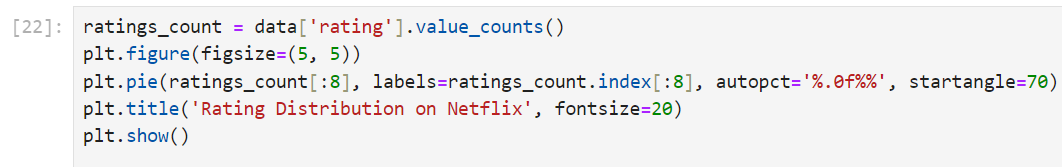 [22]: ratings_count = data['rating'].value_counts()
plt.figure(figsize=(5, 5))
plt.pie(ratings_count[:8], labels=ratings_count.index[:8], autopct='%.0f%%', startangle=70)
plt.title('Rating Distribution on Netflix', fontsize=20)
plt.show()